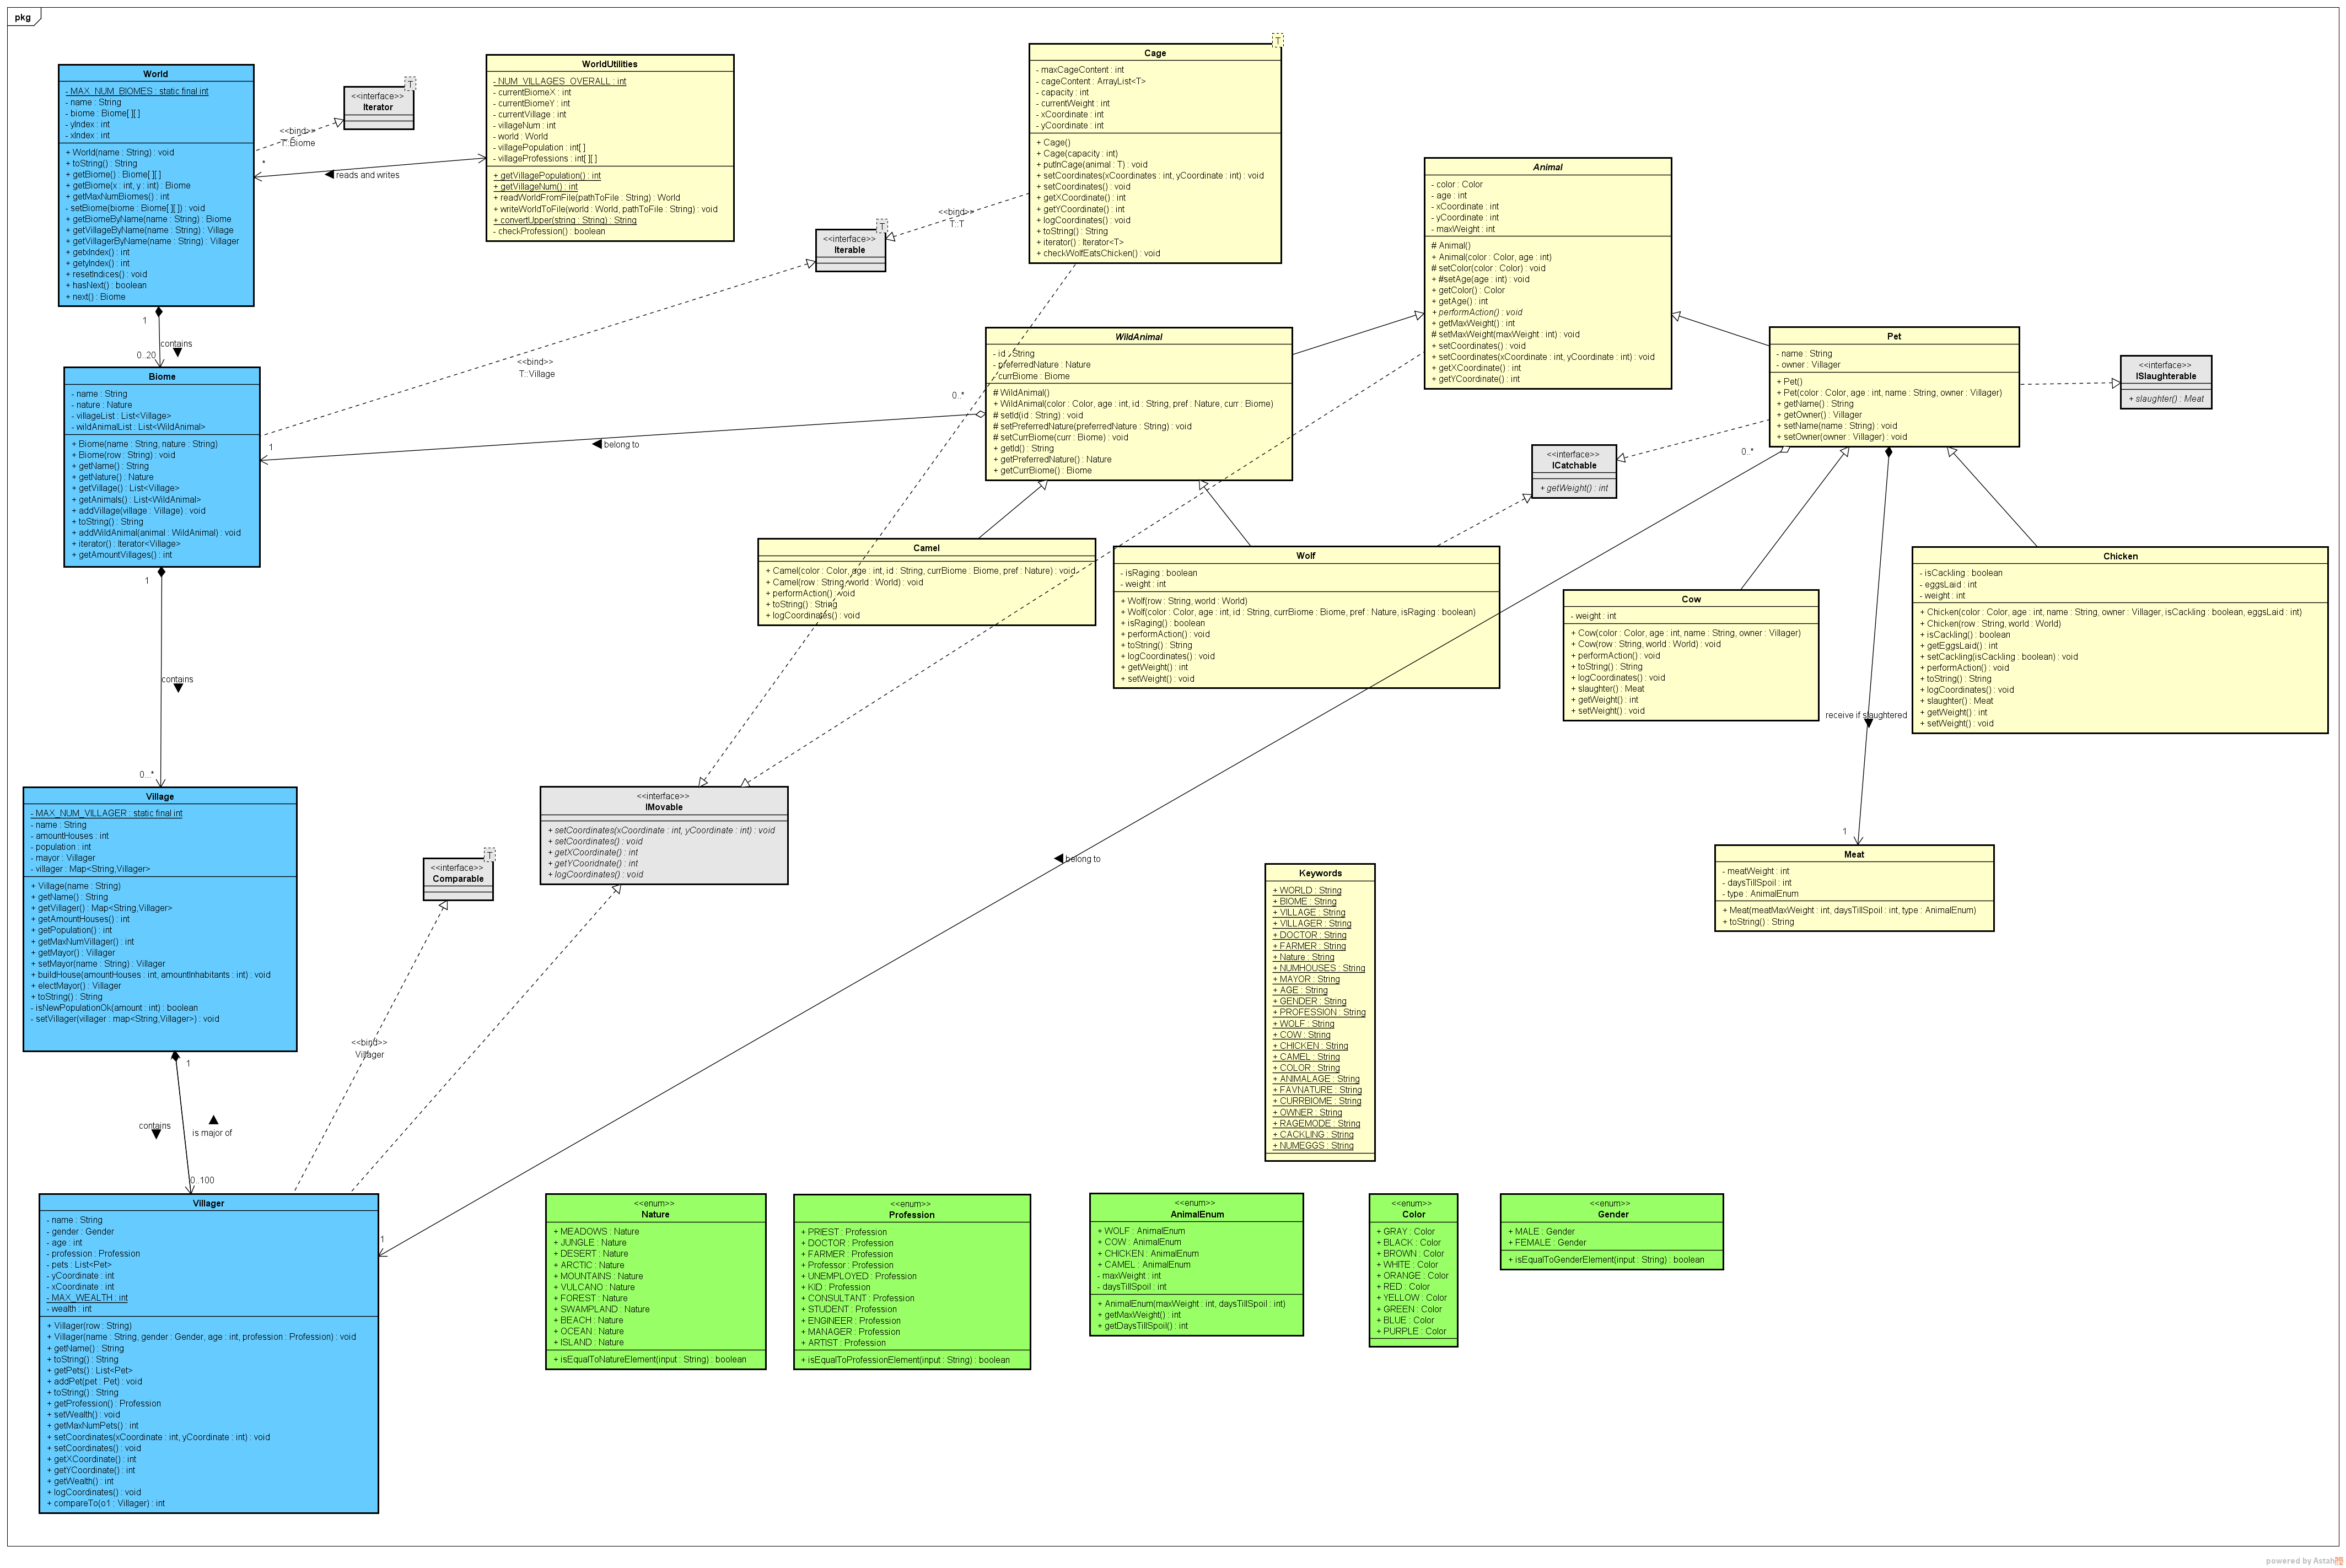 pkg
World
- MAX_NUM_BIOMES : static final int
- name : String
- biome : Biome[ ][ ]
- yIndex : int
- xIndex : int
+ World(name : String) : void
+ toString() : String
+ getBiome() : Biome[ ][ ]
+ getBiome(x : int, y : int) : Biome
+ getMaxNumBiomes() : int
- setBiome(biome : Biome[ ][ ]) : void
+ getBiomeByName(name : String) : Biome
+ getVillageByName(name : String) : Village
+ getVillagerByName(name : String) : Villager
+ getxIndex() : int
+ getyIndex() : int
+ resetIndices() : void
+ hasNext() : boolean
+ next() : Biome
T
<<interface>>
Iterator
<<bind>>
T::Biome
*
reads and writes
WorldUtilities
- NUM_VILLAGES_OVERALL : int
- currentBiomeX : int
- currentBiomeY : int
- currentVillage : int
- villageNum : int
- world : World
- villagePopulation : int[ ]
- villageProfessions : int[ ][ ]
+ getVillagePopulation() : int
+ getVillageNum() : int
+ readWorldFromFile(pathToFile : String) : World
+ writeWorldToFile(world : World, pathToFile : String) : void
+ convertUpper(string : String) : String
- checkProfession() : boolean
T
Cage
- maxCageContent : int
- cageContent : ArrayList<T>
- capacity : int
- currentWeight : int
- xCoordinate : int
- yCoordinate : int
+ Cage()
+ Cage(capacity : int)
+ putInCage(animal : T) : void
+ setCoordinates(xCoordinates : int, yCoordinate : int) : void
+ setCoordinates() : void
+ getXCoordinate() : int
+ getYCoordinate() : int
+ logCoordinates() : void
+ toString() : String
+ iterator() : Iterator<T>
+ checkWolfEatsChicken() : void
<<bind>>
T::T
T
<<interface>>
Iterable
<<bind>>
T::Village
Animal
- color : Color
- age : int
- xCoordinate : int
- yCoordinate : int
- maxWeight : int
# Animal()
+ Animal(color : Color, age : int)
# setColor(color : Color) : void
+ #setAge(age : int) : void
+ getColor() : Color
+ getAge() : int
+ performAction() : void
+ getMaxWeight() : int
# setMaxWeight(maxWeight : int) : void
+ setCoordinates() : void
+ setCoordinates(xCoordinate : int, yCoordinate : int) : void
+ getXCoordinate() : int
+ getYCoordinate() : int
1
contains
0..20
Biome
- name : String
- nature : Nature
- villageList : List<Village>
- wildAnimalList : List<WildAnimal>
+ Biome(name : String, nature : String)
+ Biome(row : String) : void
+ getName() : String
+ getNature() : Nature
+ getVillage() : List<Village>
+ getAnimals() : List<WildAnimal>
+ addVillage(village : Village) : void
+ toString() : String
+ addWildAnimal(animal : WildAnimal) : void
+ iterator() : Iterator<Village>
+ getAmountVillages() : int
1
belong to
0..*
WildAnimal
- id : String
- preferredNature : Nature
- currBiome : Biome
# WildAnimal()
+ WildAnimal(color : Color, age : int, id : String, pref : Nature, curr : Biome)
# setId(id : String) : void
# setPreferredNature(preferredNature : String) : void
# setCurrBiome(curr : Biome) : void
+ getId() : String
+ getPreferredNature() : Nature
+ getCurrBiome() : Biome
Pet
- name : String
- owner : Villager
+ Pet()
+ Pet(color : Color, age : int, name : String, owner : Villager)
+ getName() : String
+ getOwner() : Villager
+ setName(name : String) : void
+ setOwner(owner : Villager) : void
<<interface>>
ISlaughterable
+ slaughter() : Meat
<<interface>>
ICatchable
+ getWeight() : int
0..*
Camel
+ Camel(color : Color, age : int, id : String, currBiome : Biome, pref : Nature) : void
+ Camel(row : String, world : World) : void
+ performAction() : void
+ toString() : String
+ logCoordinates() : void
Wolf
- isRaging : boolean
- weight : int
+ Wolf(row : String, world : World)
+ Wolf(color : Color, age : int, id : String, currBiome : Biome, pref : Nature, isRaging : boolean)
+ isRaging() : boolean
+ performAction() : void
+ toString() : String
+ logCoordinates() : void
+ getWeight() : int
+ setWeight() : void
Cow
- weight : int
+ Cow(color : Color, age : int, name : String, owner : Villager)
+ Cow(row : String, world : World) : void
+ performAction() : void
+ toString() : String
+ logCoordinates() : void
+ slaughter() : Meat
+ getWeight() : int
+ setWeight() : void
Chicken
- isCackling : boolean
- eggsLaid : int
- weight : int
+ Chicken(color : Color, age : int, name : String, owner : Villager, isCackling : boolean, eggsLaid : int)
+ Chicken(row : String, world : World)
+ isCackling() : boolean
+ getEggsLaid() : int
+ setCackling(isCackling : boolean) : void
+ performAction() : void
+ toString() : String
+ logCoordinates() : void
+ slaughter() : Meat
+ getWeight() : int
+ setWeight() : void
receive if slaughtered
1
Meat
- meatWeight : int
- daysTillSpoil : int
- type : AnimalEnum
+ Meat(meatMaxWeight : int, daysTillSpoil : int, type : AnimalEnum)
+ toString() : String
1
contains
0...*
Village
- MAX_NUM_VILLAGER : static final int
- name : String
- amountHouses : int
- population : int
- mayor : Villager
- villager : Map<String,Villager>
+ Village(name : String)
+ getName() : String
+ getVillager() : Map<String,Villager>
+ getAmountHouses() : int
+ getPopulation() : int
+ getMaxNumVillager() : int
+ getMayor() : Villager
+ setMayor(name : String) : Villager
+ buildHouse(amountHouses : int, amountInhabitants : int) : void
+ electMayor() : Villager
+ toString() : String
- isNewPopulationOk(amount : int) : boolean
- setVillager(villager : map<String,Villager>) : void
T
<<interface>>
Comparable
<<bind>>
Villager
<<interface>>
IMovable
+ setCoordinates(xCoordinate : int, yCoordinate : int) : void
+ setCoordinates() : void
+ getXCoordinate() : int
+ getYCooridnate() : int
+ logCoordinates() : void
belong to
Keywords
+ WORLD : String
+ BIOME : String
+ VILLAGE : String
+ VILLAGER : String
+ DOCTOR : String
+ FARMER : String
+ Nature : String
+ NUMHOUSES : String
+ MAYOR : String
+ AGE : String
+ GENDER : String
+ PROFESSION : String
+ WOLF : String
+ COW : String
+ CHICKEN : String
+ CAMEL : String
+ COLOR : String
+ ANIMALAGE : String
+ FAVNATURE : String
+ CURRBIOME : String
+ OWNER : String
+ RAGEMODE : String
+ CACKLING : String
+ NUMEGGS : String
1
contains
is major of
0..100
Villager
- name : String
- gender : Gender
- age : int
- profession : Profession
- pets : List<Pet>
- yCoordinate : int
- xCoordinate : int
- MAX_WEALTH : int
- wealth : int
+ Villager(row : String)
+ Villager(name : String, gender : Gender, age : int, profession : Profession) : void
+ getName() : String
+ toString() : String
+ getPets() : List<Pet>
+ addPet(pet : Pet) : void
+ toString() : String
+ getProfession() : Profession
+ setWealth() : void
+ getMaxNumPets() : int
+ setCoordinates(xCoordinate : int, yCoordinate : int) : void
+ setCoordinates() : void
+ getXCoordinate() : int
+ getYCoordinate() : int
+ getWealth() : int
+ logCoordinates() : void
+ compareTo(o1 : Villager) : int
1
<<enum>>
Nature
+ MEADOWS : Nature
+ JUNGLE : Nature
+ DESERT : Nature
+ ARCTIC : Nature
+ MOUNTAINS : Nature
+ VULCANO : Nature
+ FOREST : Nature
+ SWAMPLAND : Nature
+ BEACH : Nature
+ OCEAN : Nature
+ ISLAND : Nature
+ isEqualToNatureElement(input : String) : boolean
<<enum>>
Profession
+ PRIEST : Profession
+ DOCTOR : Profession
+ FARMER : Profession
+ Professor : Profession
+ UNEMPLOYED : Profession
+ KID : Profession
+ CONSULTANT : Profession
+ STUDENT : Profession
+ ENGINEER : Profession
+ MANAGER : Profession
+ ARTIST : Profession
+ isEqualToProfessionElement(input : String) : boolean
<<enum>>
AnimalEnum
+ WOLF : AnimalEnum
+ COW : AnimalEnum
+ CHICKEN : AnimalEnum
+ CAMEL : AnimalEnum
- maxWeight : int
- daysTillSpoil : int
+ AnimalEnum(maxWeight : int, daysTillSpoil : int)
+ getMaxWeight() : int
+ getDaysTillSpoil() : int
<<enum>>
Color
+ GRAY : Color
+ BLACK : Color
+ BROWN : Color
+ WHITE : Color
+ ORANGE : Color
+ RED : Color
+ YELLOW : Color
+ GREEN : Color
+ BLUE : Color
+ PURPLE : Color
<<enum>>
Gender
+ MALE : Gender
+ FEMALE : Gender
+ isEqualToGenderElement(input : String) : boolean
powered by Astah